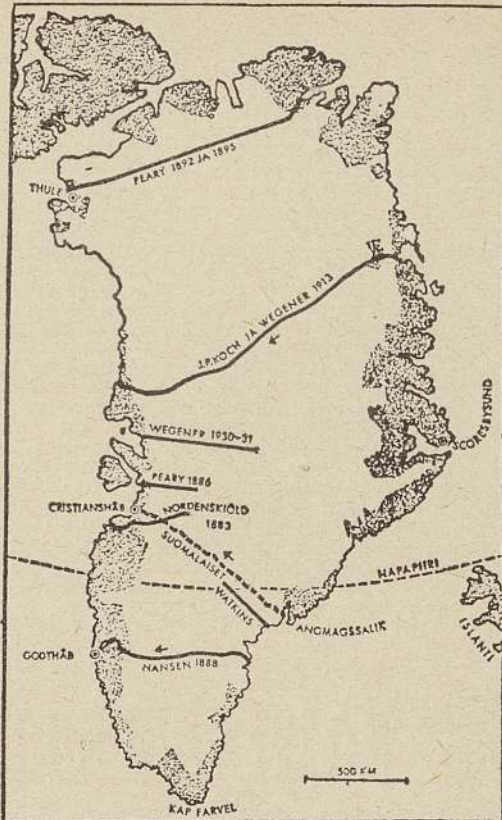 PEARY 1892 JA 1895
THULE
J.P. KOCH JA WEGENER 1913
SCORESBYSUND
WEGENER 1930-31
PEARY 1886
CRISTIANSHÅB
NORDENSKIÖLD
1883
SUOMALAISET
WATKINS
NAPAPIIRI
ISLANTI
ANGMAGSSALIK
GODTHÅB
NANSEN 1888
500 KM
KAP FARVEL